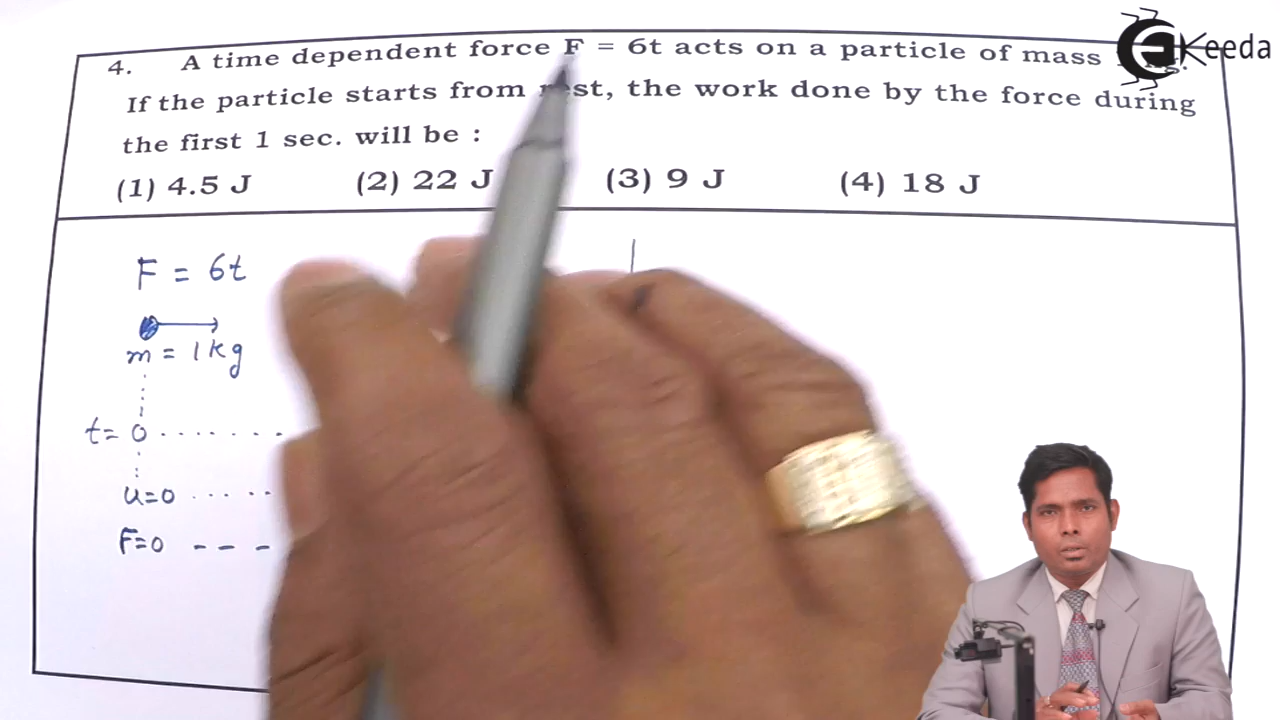 4. A time dependent force F = 6t acts on a particle of mass
If the particle starts from the work done by the force during
the first 1 sec. will be :
(1) 4.5 J (2) 22 J (3) 9 J (4) 18 J
F = 6t
m = 1kg
t = 0
u=0
F=0
Keeda